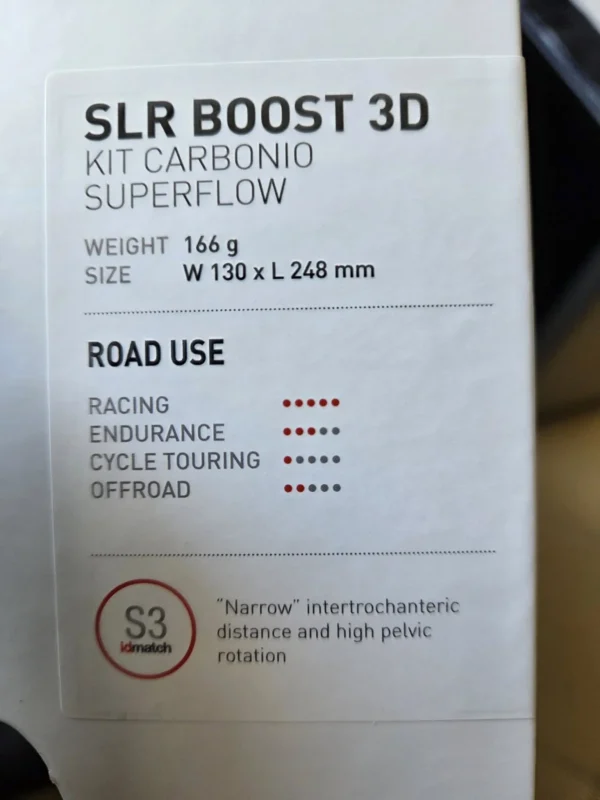 SLR BOOST 3D
KIT CARBONIO
SUPERFLOW
WEIGHT 166 g
SIZE W 130 x L 248 mm
ROAD USE
RACING
ENDURANCE
CYCLE TOURING
OFFROAD
S3
idmatch
"Narrow" intertrochanteric
distance and high pelvic
rotation